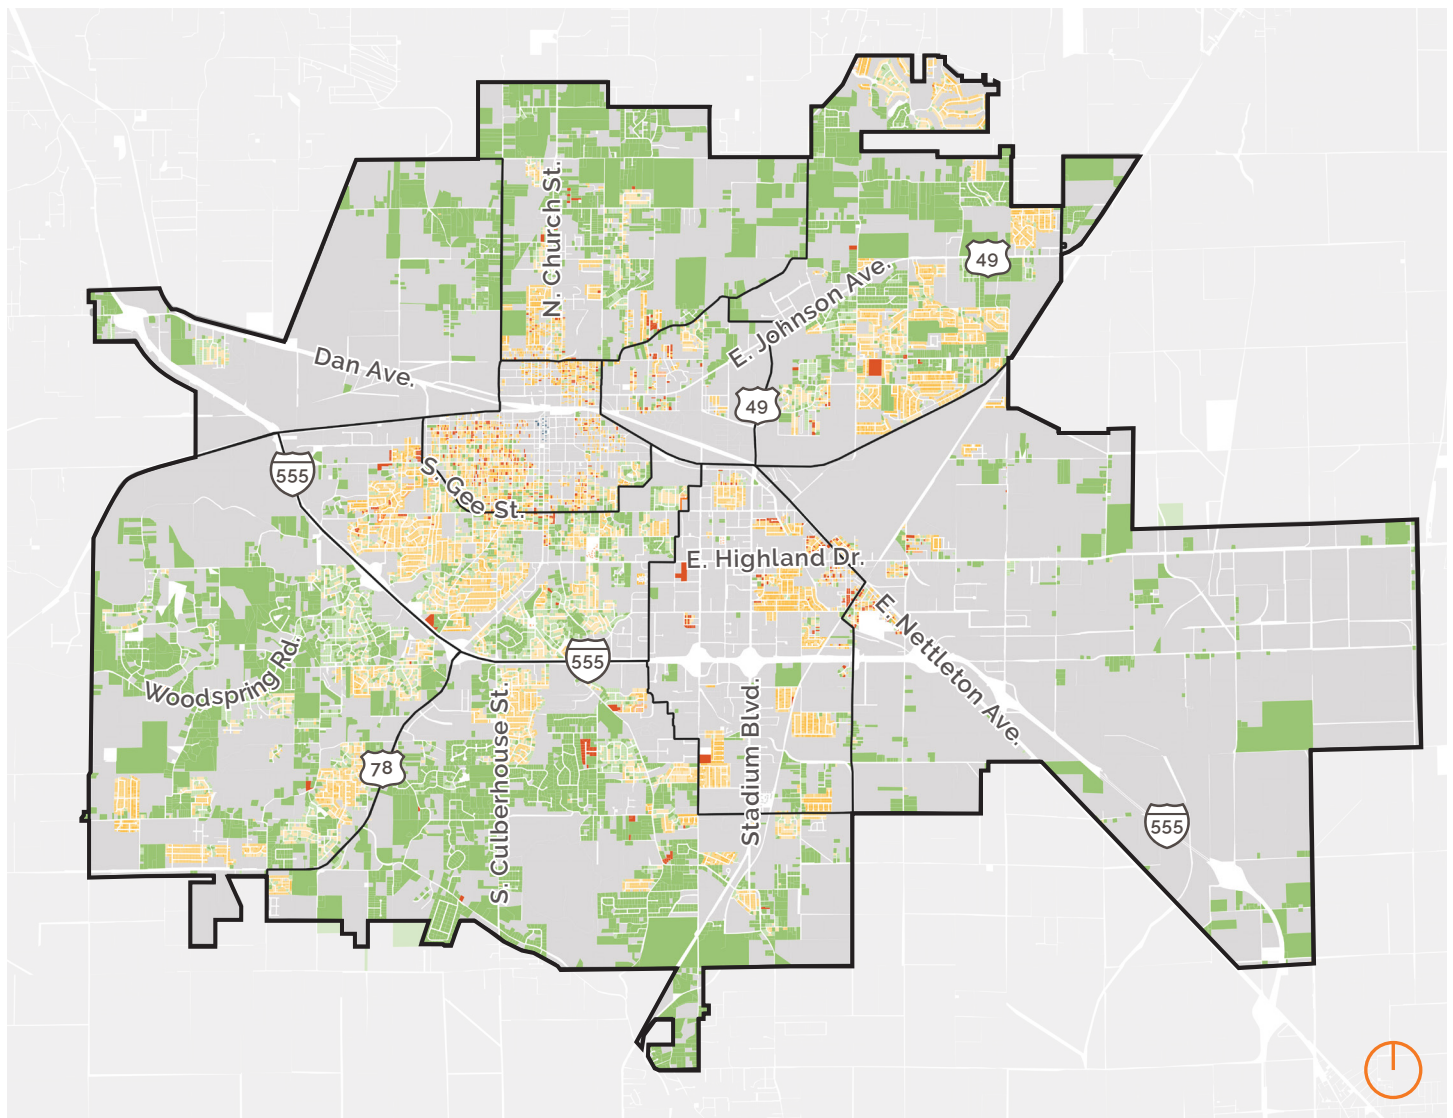 N. Church St.
49
E. Johnson Ave.
Dan Ave.
49
555
S. Gee St.
E. Highland Dr.
E. Nettleton Ave.
555
Woodspring Rd.
S. Culberhouse St.
Stadium Blvd.
78
555